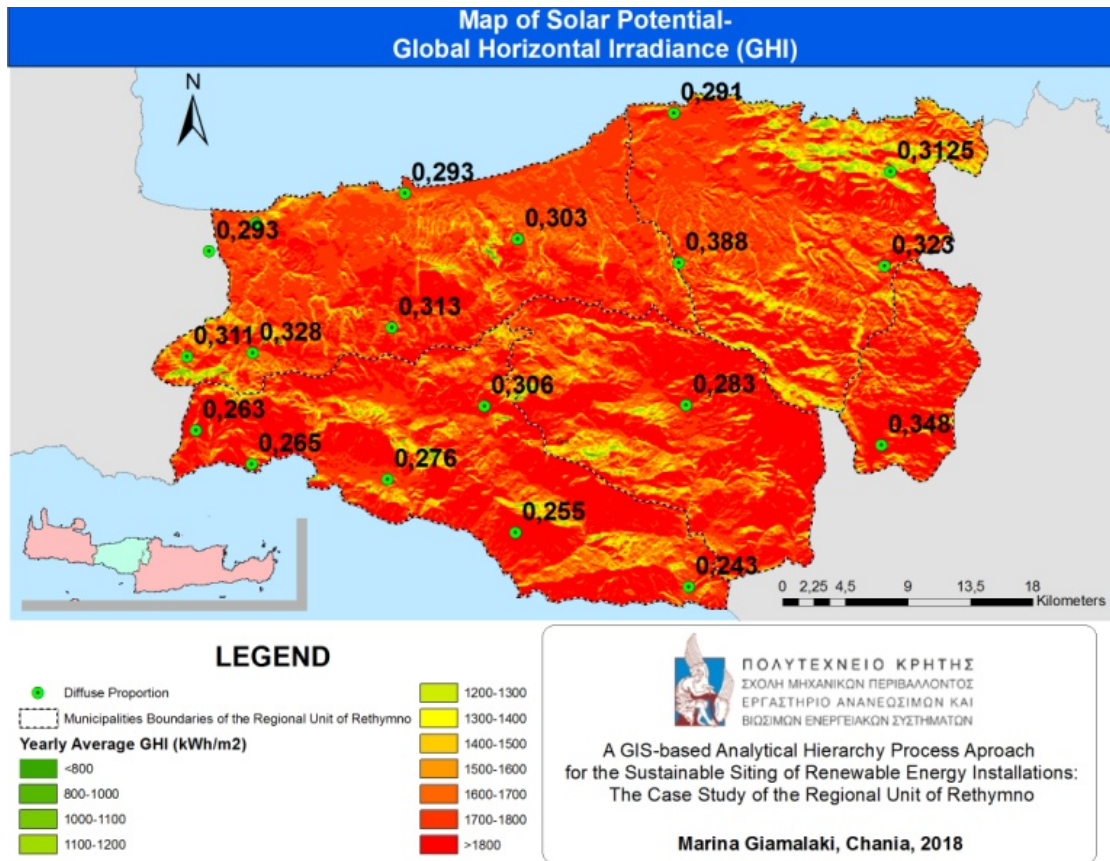 Map of Solar Potential-
Global Horizontal Irradiance (GHI)
N
0,291
0,3125
0,293
0,303
0,293
0,388
0,323
0,313
0,311
0,328
0,306
0,283
0,263
0,348
0,265
0,276
0,255
0,243
0 2,25 4,5 9 13,5 18
Kilometers
LEGEND
Diffuse Proportion
Municipalities Boundaries of the Regional Unit of Rethymno
Yearly Average GHI (kWh/m2)
<800
800-1000
1000-1100
1100-1200
1200-1300
1300-1400
1400-1500
1500-1600
1600-1700
1700-1800
>1800
ΠΟΛΥΤΕΧΝΕΙΟ ΚΡΗΤΗΣ
ΣΧΟΛΗ ΜΗΧΑΝΙΚΩΝ ΠΕΡΙΒΑΛΛΟΝΤΟΣ
ΕΡΓΑΣΤΗΡΙΟ ΑΝΑΝΕΩΣΙΜΩΝ ΚΑΙ
ΒΙΩΣΙΜΩΝ ΕΝΕΡΓΕΙΑΚΩΝ ΣΥΣΤΗΜΑΤΩΝ
A GIS-based Analytical Hierarchy Process Aproach
for the Sustainable Siting of Renewable Energy Installations:
The Case Study of the Regional Unit of Rethymno
Marina Giamalaki, Chania, 2018